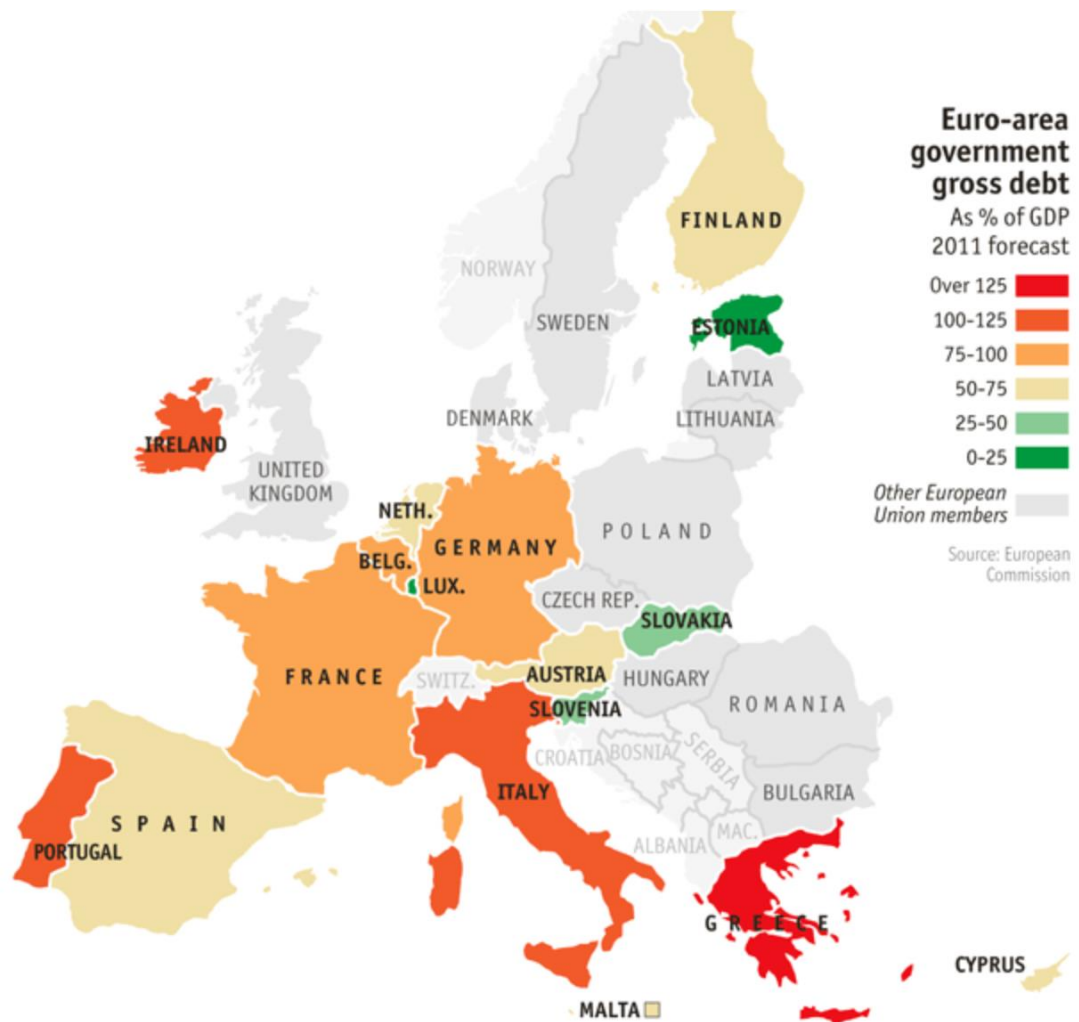 Euro-area
government
gross debt
As % of GDP
2011 forecast
Over 125
100-125
75-100
50-75
25-50
0-25
Other European
Union members
Source: European
Commission
FINLAND
NORWAY
SWEDEN
ESTONIA
LATVIA
LITHUANIA
DENMARK
IRELAND
UNITED
KINGDOM
NETH.
GERMANY
POLAND
BELG.
LUX.
CZECH REP.
SLOVAKIA
FRANCE
SWITZ.
AUSTRIA
HUNGARY
ROMANIA
SLOVENIA
CROATIA
BOSNIA
SERBIA
ITALY
BULGARIA
SPAIN
PORTUGAL
ALBANIA
MAC.
GREECE
CYPRUS
MALTA